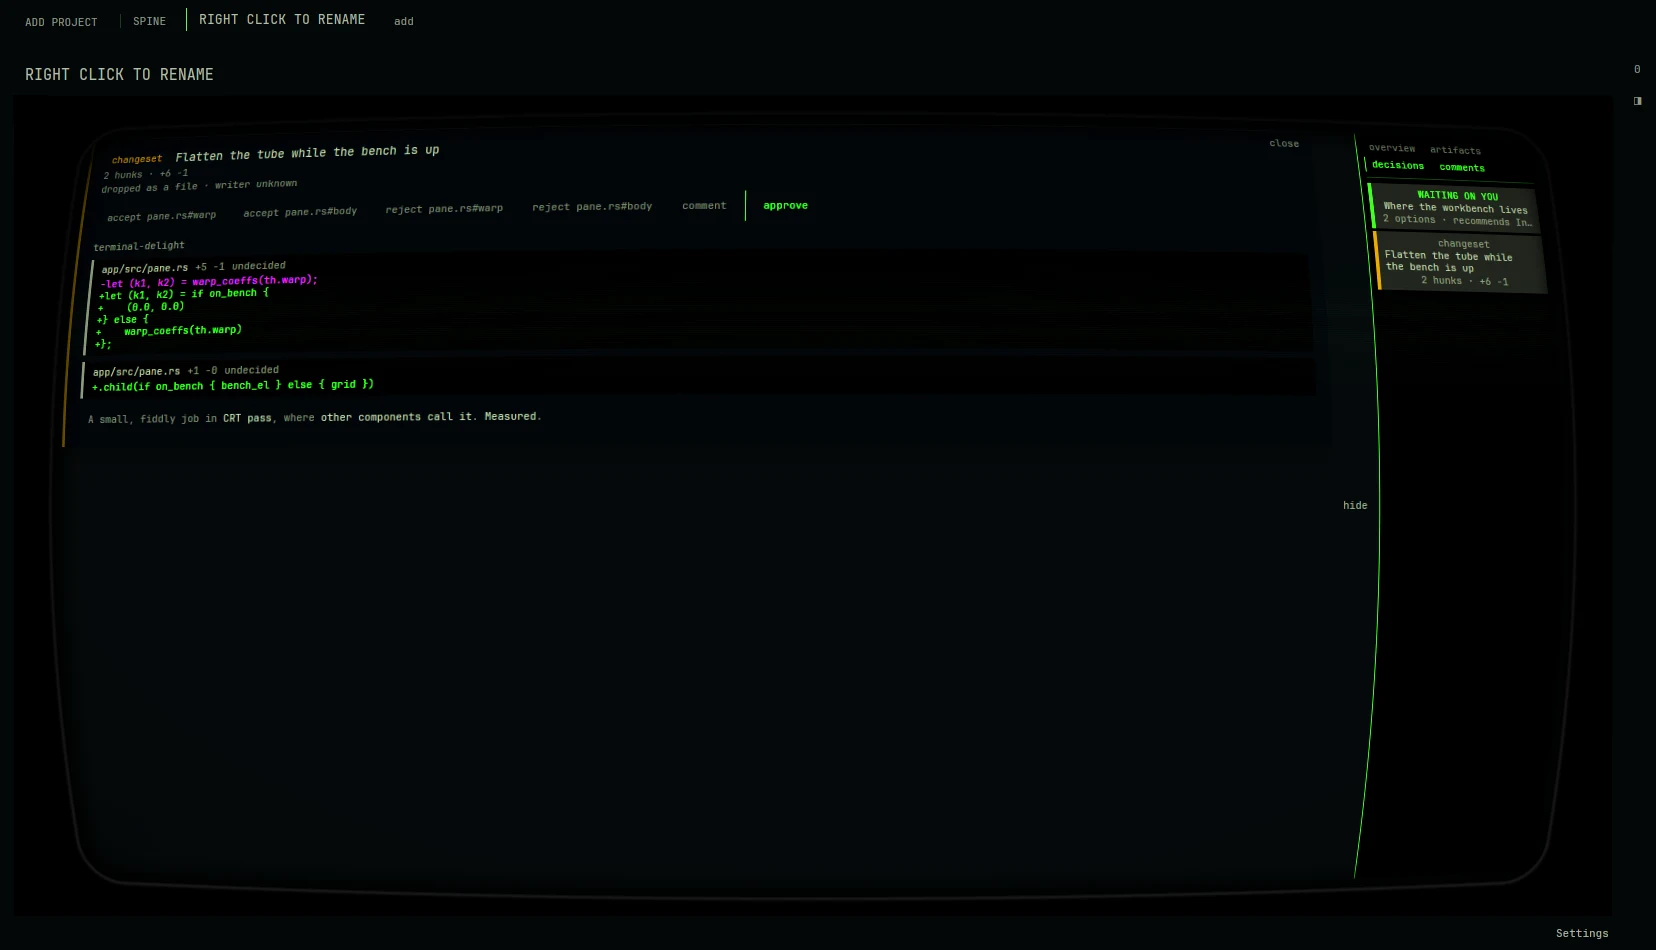 ADD PROJECT SPINE RIGHT CLICK TO RENAME add
RIGHT CLICK TO RENAME
0
changeset Flatten the tube while the bench is up
close
2 hunks · +6 -1
dropped as a file · writer unknown
accept pane.rs#warp accept pane.rs#body reject pane.rs#warp reject pane.rs#body comment approve
terminal-delight
app/src/pane.rs +5 -1 undecided
-let (k1, k2) = warp_coeffs(th.warp);
+let (k1, k2) = if on_bench {
+    (0.0, 0.0)
+} else {
+    warp_coeffs(th.warp)
+};
app/src/pane.rs +1 -0 undecided
+.child(if on_bench { bench_el } else { grid })
A small, fiddly job in CRT pass, where other components call it. Measured.
hide
overview artifacts
decisions comments
WAITING ON YOU
Where the workbench lives
2 options · recommends In…
changeset
Flatten the tube while
the bench is up
2 hunks · +6 -1
Settings